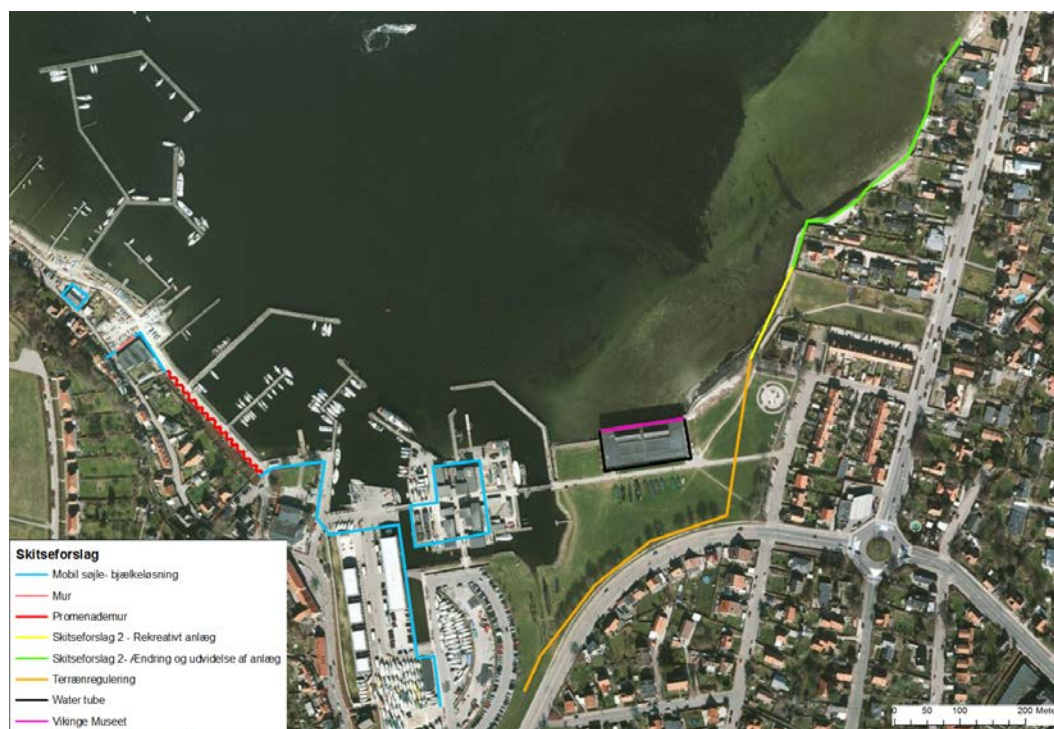 Skitseforslag
Mobil søjle- bjælkeløsning
Mur
Promenademur
Skitseforslag 2 - Rekreativt anlæg
Skitseforslag 2- Ændring og udvidelse af anlæg
Terrænregulering
Water tube
Vikinge Museet
0 50 100 200 Mete